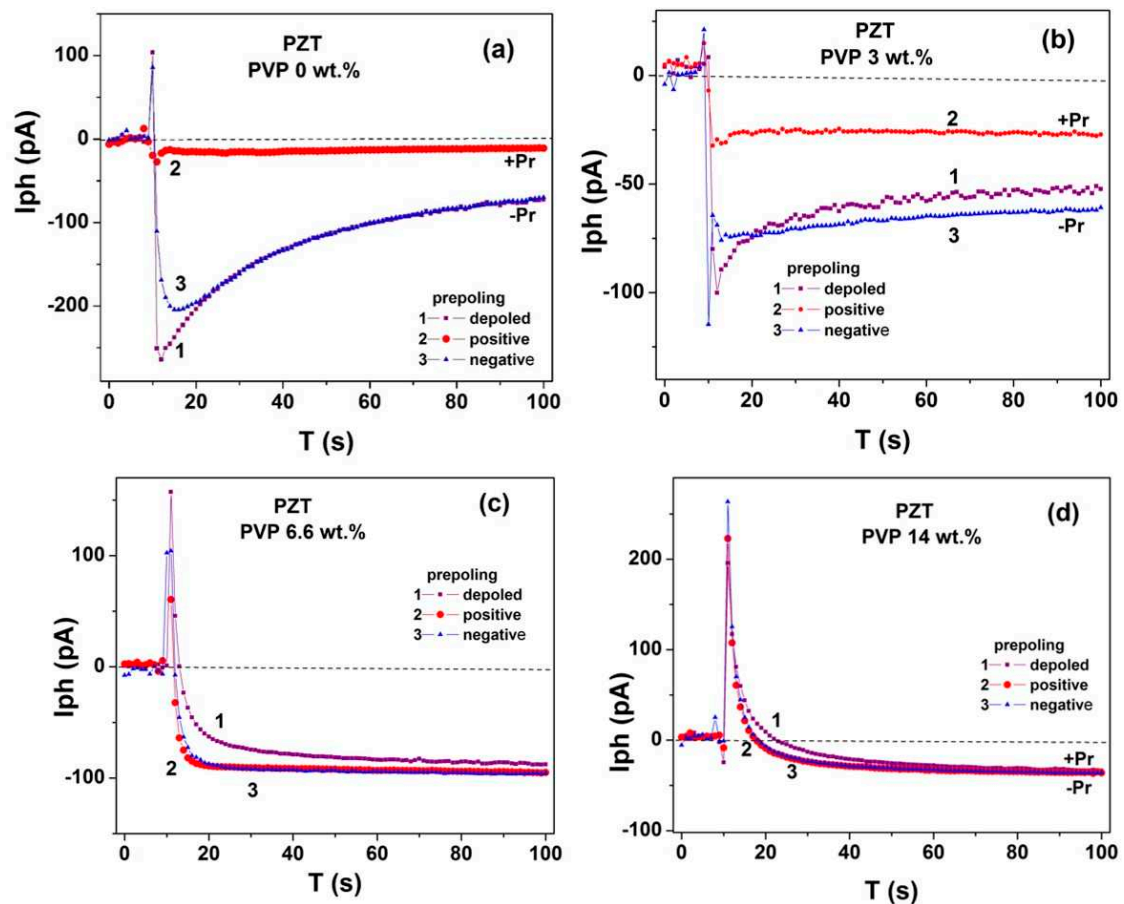 PZT
PVP 0 wt.%
(a)
100
0
-100
-200
Iph (pA)
2
+Pr
-Pr
3
1
prepoling
1 depoled
2 positive
3 negative
0 20 40 60 80 100
T (s)
PZT
PVP 3 wt.%
(b)
0
-50
-100
Iph (pA)
2
+Pr
1
3
-Pr
prepoling
1 depoled
2 positive
3 negative
0 20 40 60 80 100
T (s)
PZT
PVP 6.6 wt.%
(c)
100
0
-100
Iph (pA)
prepoling
1 depoled
2 positive
3 negative
1
2
3
0 20 40 60 80 100
T (s)
PZT
PVP 14 wt.%
(d)
200
100
0
-100
Iph (pA)
prepoling
1 depoled
2 positive
3 negative
1
2
3
+Pr
-Pr
0 20 40 60 80 100
T (s)